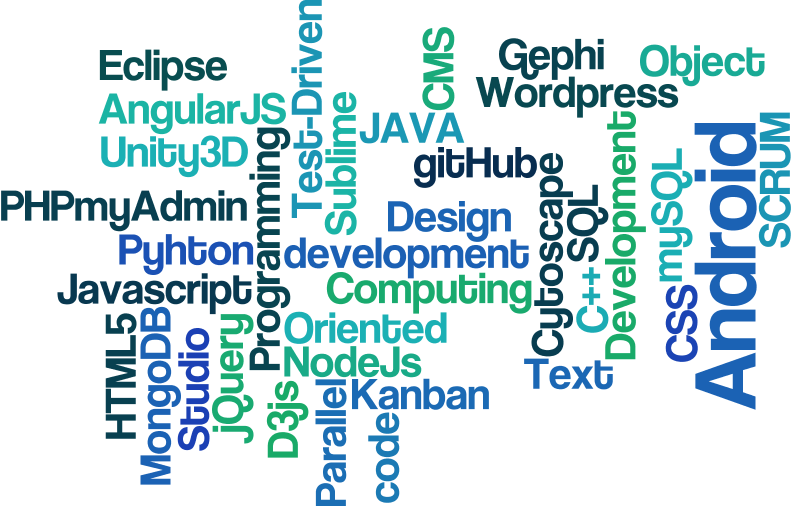 Eclipse
AngularJS
Unity3D
PHPmyAdmin
Pyhton
Javascript
HTML5
MongoDB
Studio
jQuery
Programming
D3js
Test-Driven
Sublime
JAVA
CMS
gitHub
Gephi
Wordpress
Object
Design
development
Computing
Oriented
NodeJs
Parallel
Kanban
code
Cytoscape
SQL
C++
Development
Text
mySQL
CSS
Android
SCRUM